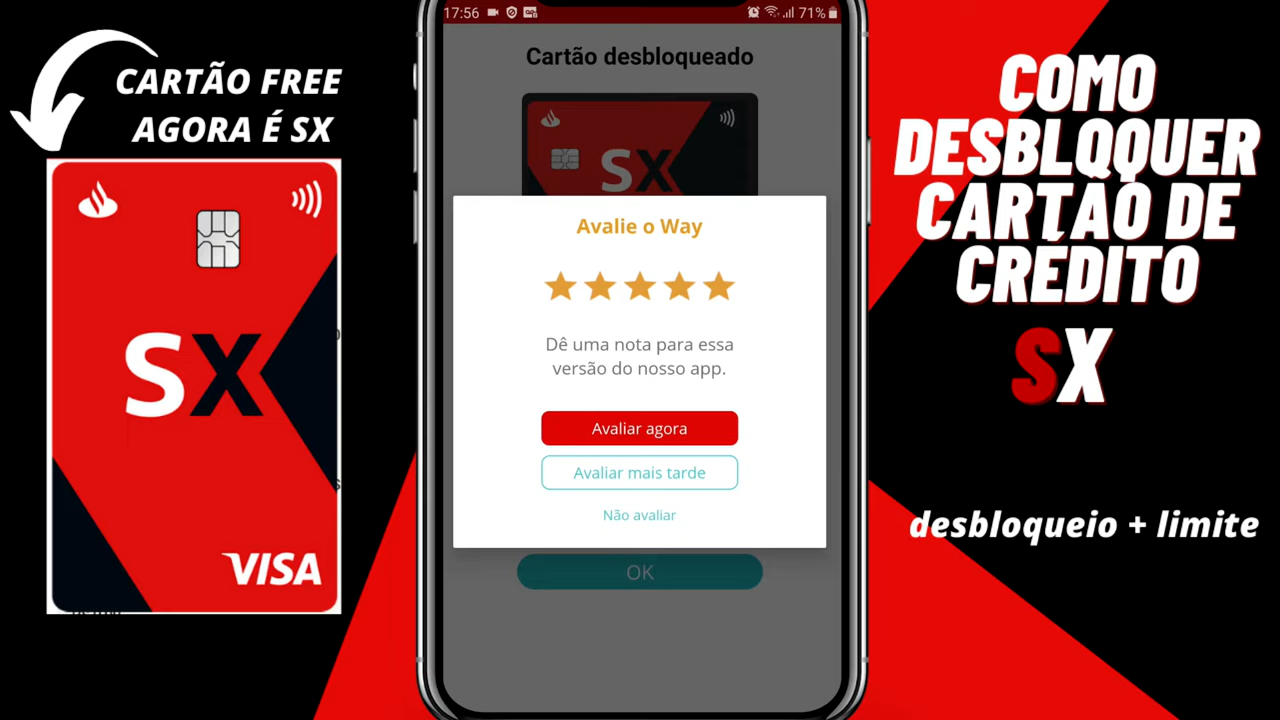 CARTÃO FREE
AGORA É SX
SX
VISA
17:56
71%
Cartão desbloqueado
SX
Avalie o Way
Dê uma nota para essa
versão do nosso app.
Avaliar agora
Avaliar mais tarde
Não avaliar
OK
COMO
DESBLQQUER
CARTÃO DE
CRÉDITO
SX
desbloqueio + limite